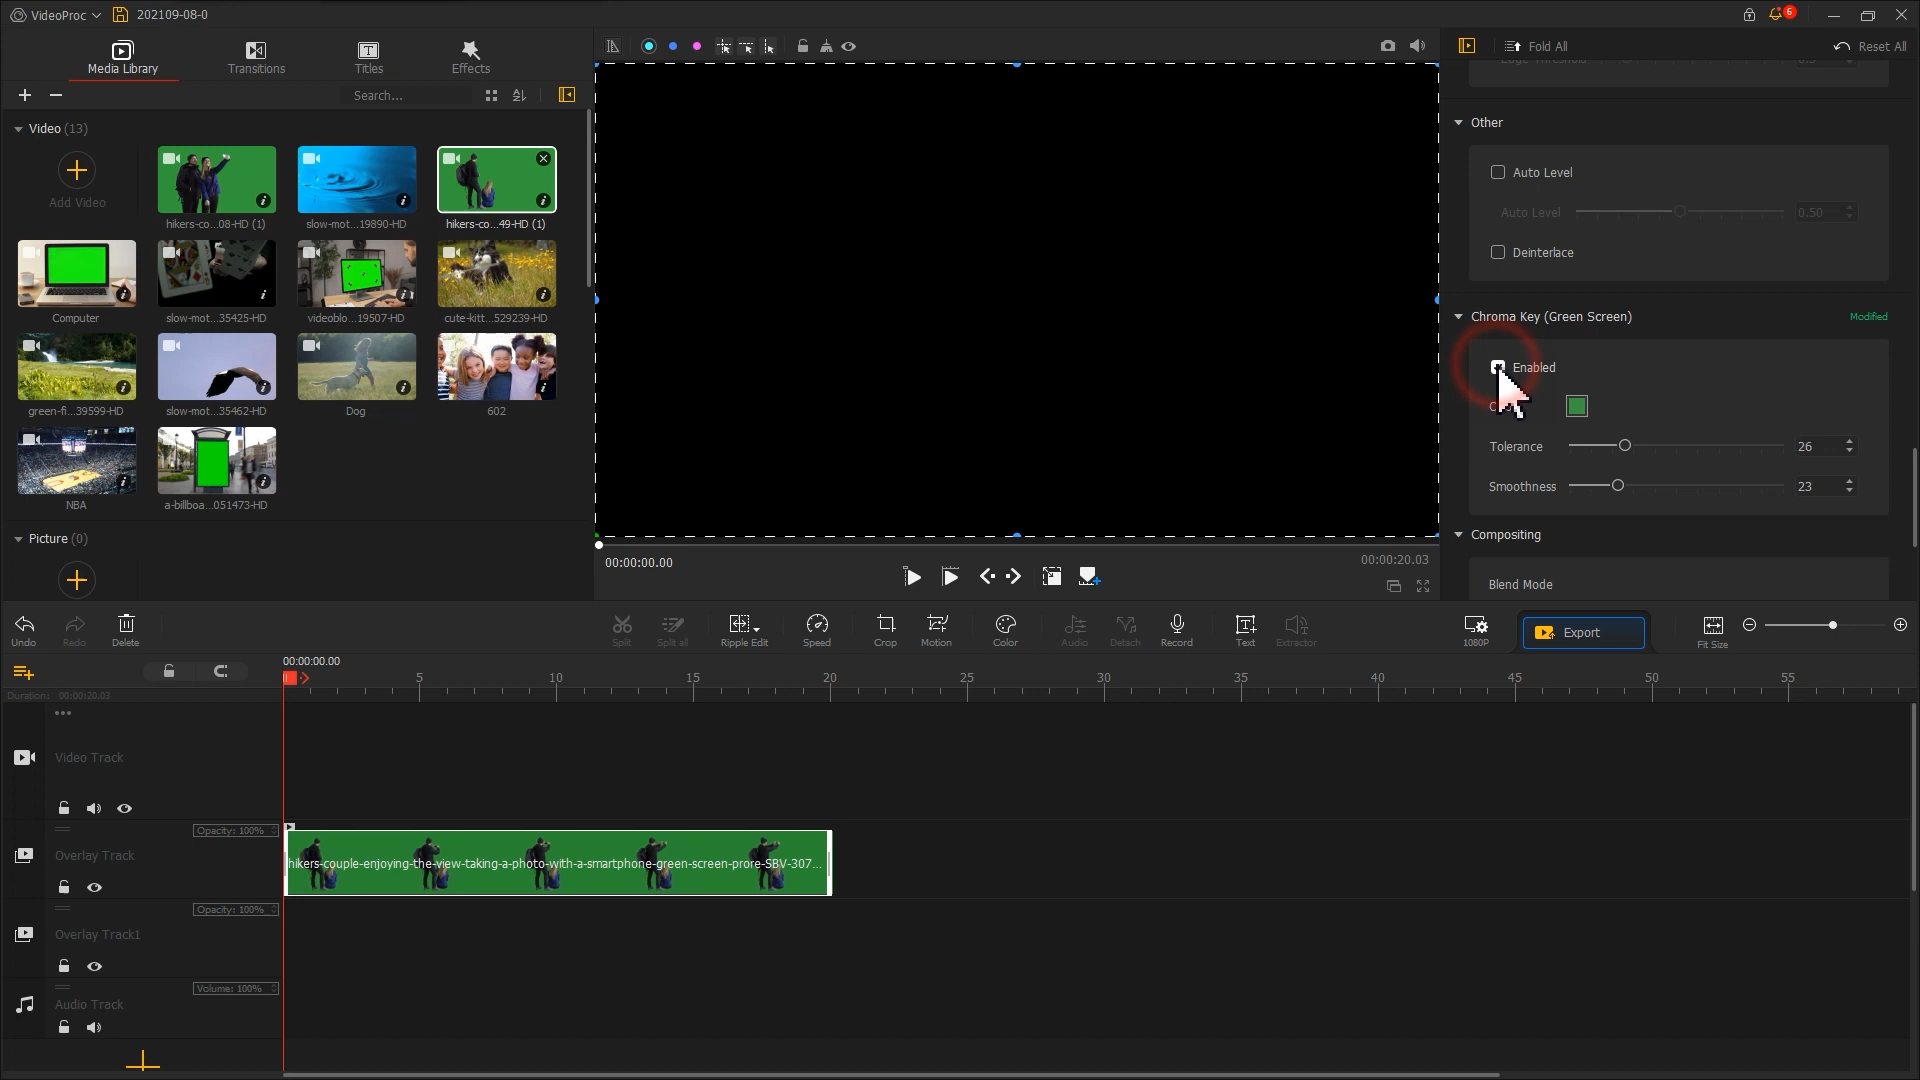 VideoProc
202109-08-0
6
Media Library
Transitions
Titles
Effects
Search...
Video (13)
Add Video
hikers-co...08-HD (1)
slow-mot...19890-HD
hikers-co...49-HD (1)
Computer
slow-mot...35425-HD
videoblo...19507-HD
cute-kitt...529239-HD
green-fi...39599-HD
slow-mot...35462-HD
Dog
602
NBA
a-billboa...051473-HD
Picture (0)
00:00:00.00
00:00:20.03
Fold All
Reset All
Edge Threshold
0.5
Other
Auto Level
Auto Level
0.50
Deinterlace
Chroma Key (Green Screen)
Modified
Enabled
Tolerance
26
Smoothness
23
Compositing
Blend Mode
Undo
Redo
Delete
Split
Split all
Ripple Edit
Speed
Crop
Motion
Color
Audio
Detach
Record
Text
Extractor
1080P
Export
Fit Size
00:00:00.00
5 10 15 20 25 30 35 40 45 50 55
Duration: 00:00:20.03
Video Track
Opacity: 100%
Overlay Track
hikers-couple-enjoying-the-view-taking-a-photo-with-a-smartphone-green-screen-prore-SBV-307...
Opacity: 100%
Overlay Track1
Volume: 100%
Audio Track